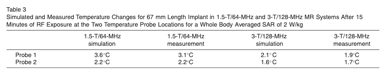 Table 3
Simulated and Measured Temperature Changes for 67 mm Length Implant in 1.5-T/64-MHz and 3-T/128-MHz MR Systems After 15
Minutes of RF Exposure at the Two Temperature Probe Locations for a Whole Body Averaged SAR of 2 W/kg
1.5-T/64-MHz 1.5-T/64-MHz 3-T/128-MHz 3-T/128-MHz
simulation measurement simulation measurement
Probe 1 3.6°C 3.1°C 2.1°C 1.9°C
Probe 2 2.2°C 2.2°C 1.6°C 1.7°C